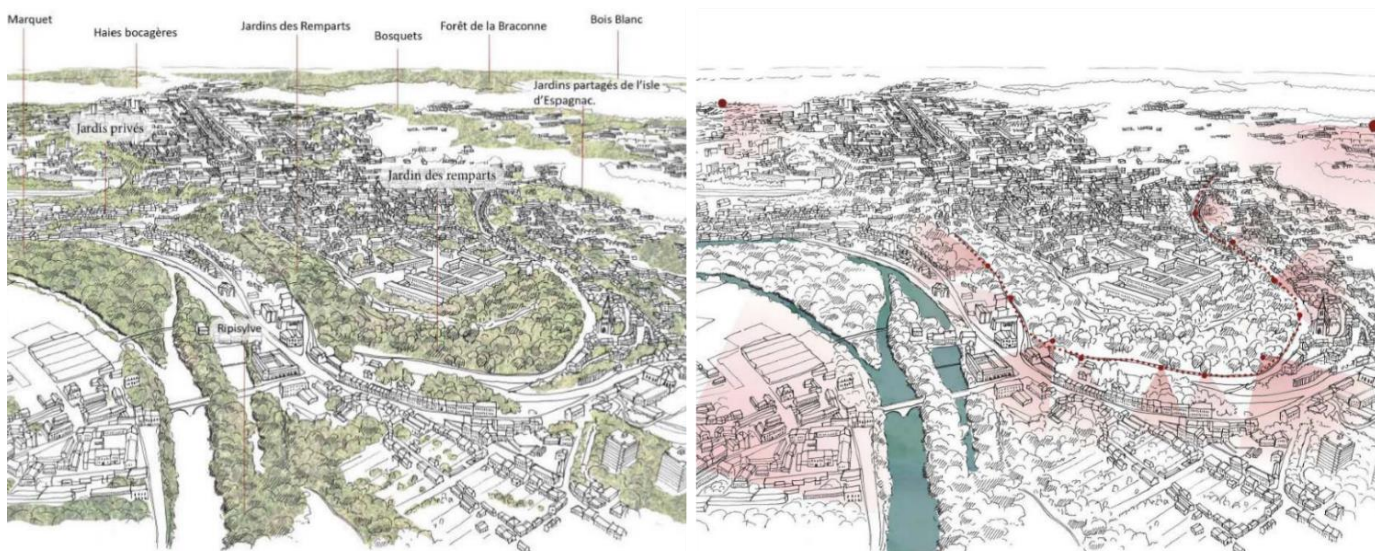 Marquet
Haies bocagères
Jardins des Remparts
Bosquets
Forêt de la Braconne
Bois Blanc
Jardins partagés de l'isle
d'Espagnac.
Jardis privés
Jardin des remparts
Ripisylve